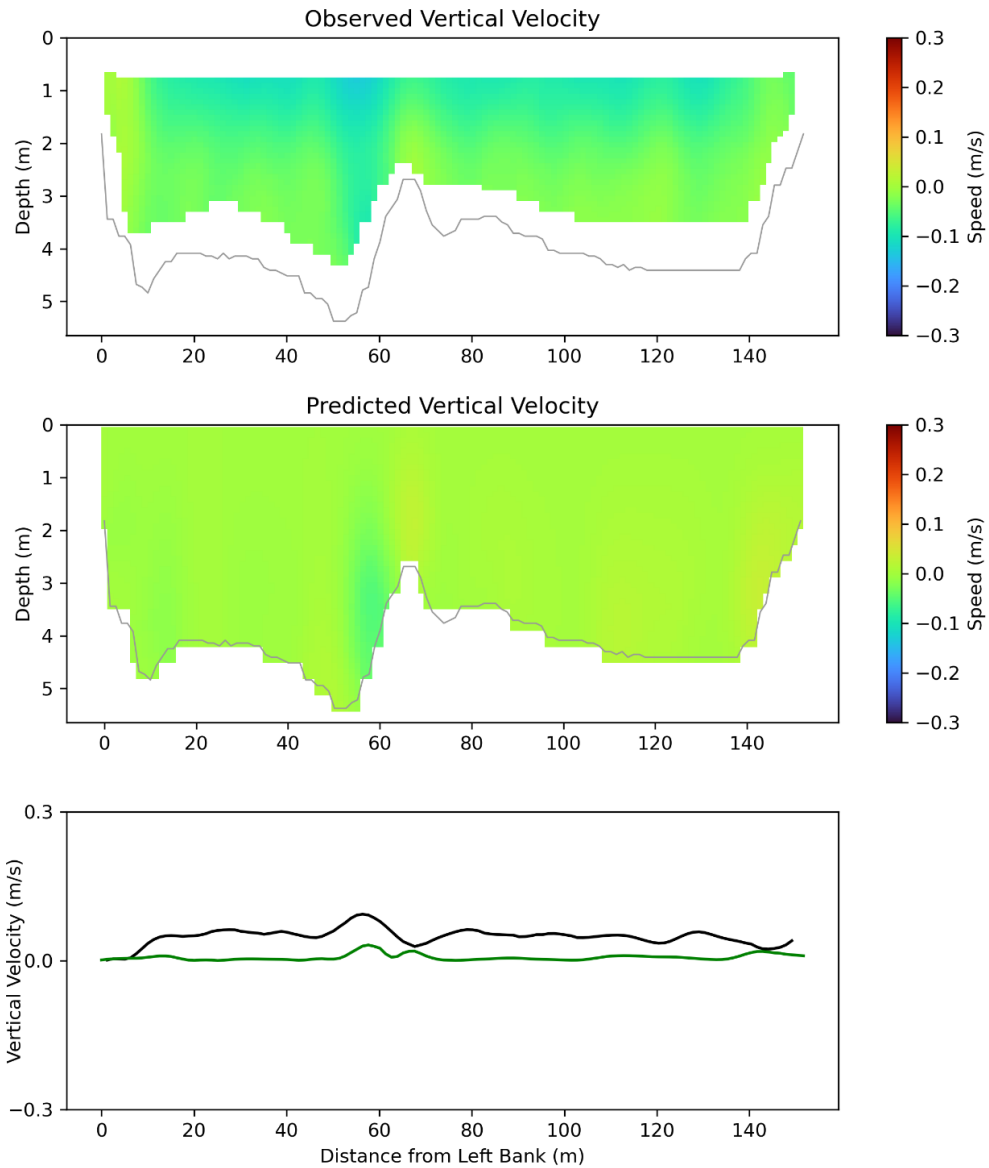 Observed Vertical Velocity
0
1
2
3
4
5
Depth (m)
0 20 40 60 80 100 120 140
0.3
0.2
0.1
0.0
−0.1
−0.2
−0.3
Speed (m/s)
Predicted Vertical Velocity
0
1
2
3
4
5
Depth (m)
0 20 40 60 80 100 120 140
0.3
0.2
0.1
0.0
−0.1
−0.2
−0.3
Speed (m/s)
0.3
0.0
−0.3
Vertical Velocity (m/s)
0 20 40 60 80 100 120 140
Distance from Left Bank (m)